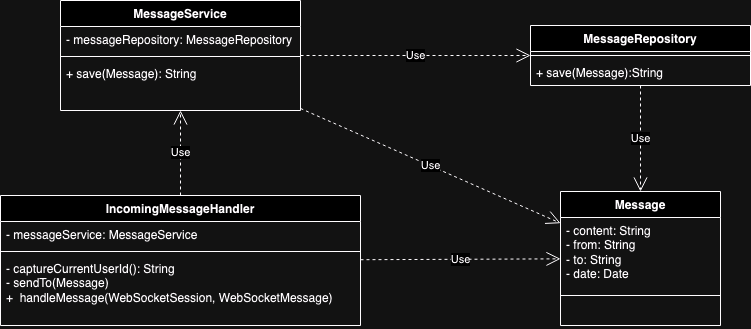 MessageService
- messageRepository: MessageRepository
+ save(Message): String
MessageRepository
+ save(Message):String
Use
Use
Use
Use
IncomingMessageHandler
- messageService: MessageService
- captureCurrentUserId(): String
- sendTo(Message)
+  handleMessage(WebSocketSession, WebSocketMessage)
Use
Message
- content: String
- from: String
- to: String
- date: Date